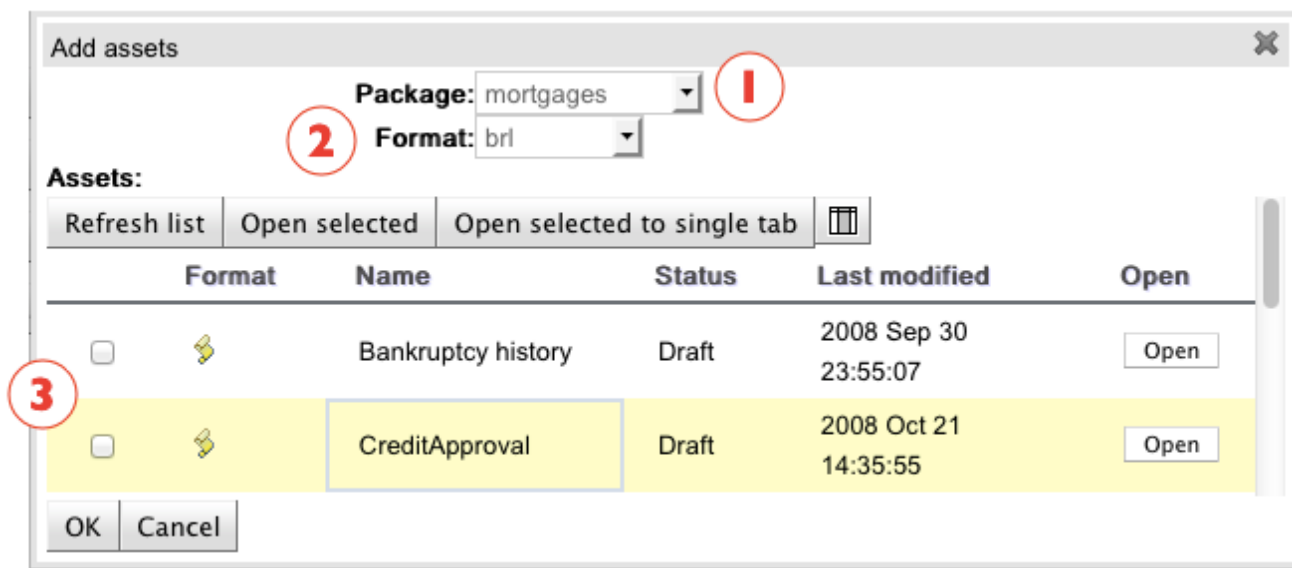 Add assets
Package: mortgages 1
2 Format: brl
Assets:
Refresh list Open selected Open selected to single tab
Format Name Status Last modified Open
Bankruptcy history Draft 2008 Sep 30 23:55:07 Open
3
CreditApproval Draft 2008 Oct 21 14:35:55 Open
OK Cancel